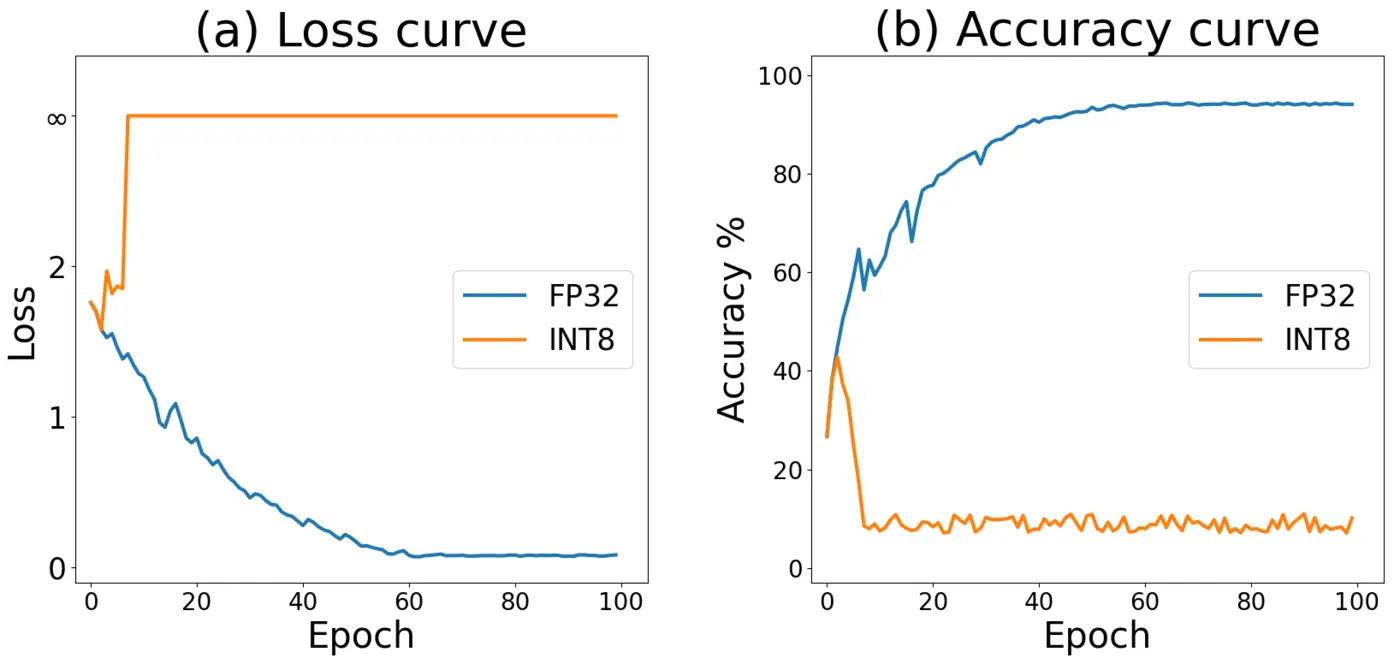 (a) Loss curve
∞
2
1
0
Loss
FP32
INT8
0 20 40 60 80 100
Epoch
(b) Accuracy curve
100
80
60
40
20
0
Accuracy %
FP32
INT8
0 20 40 60 80 100
Epoch